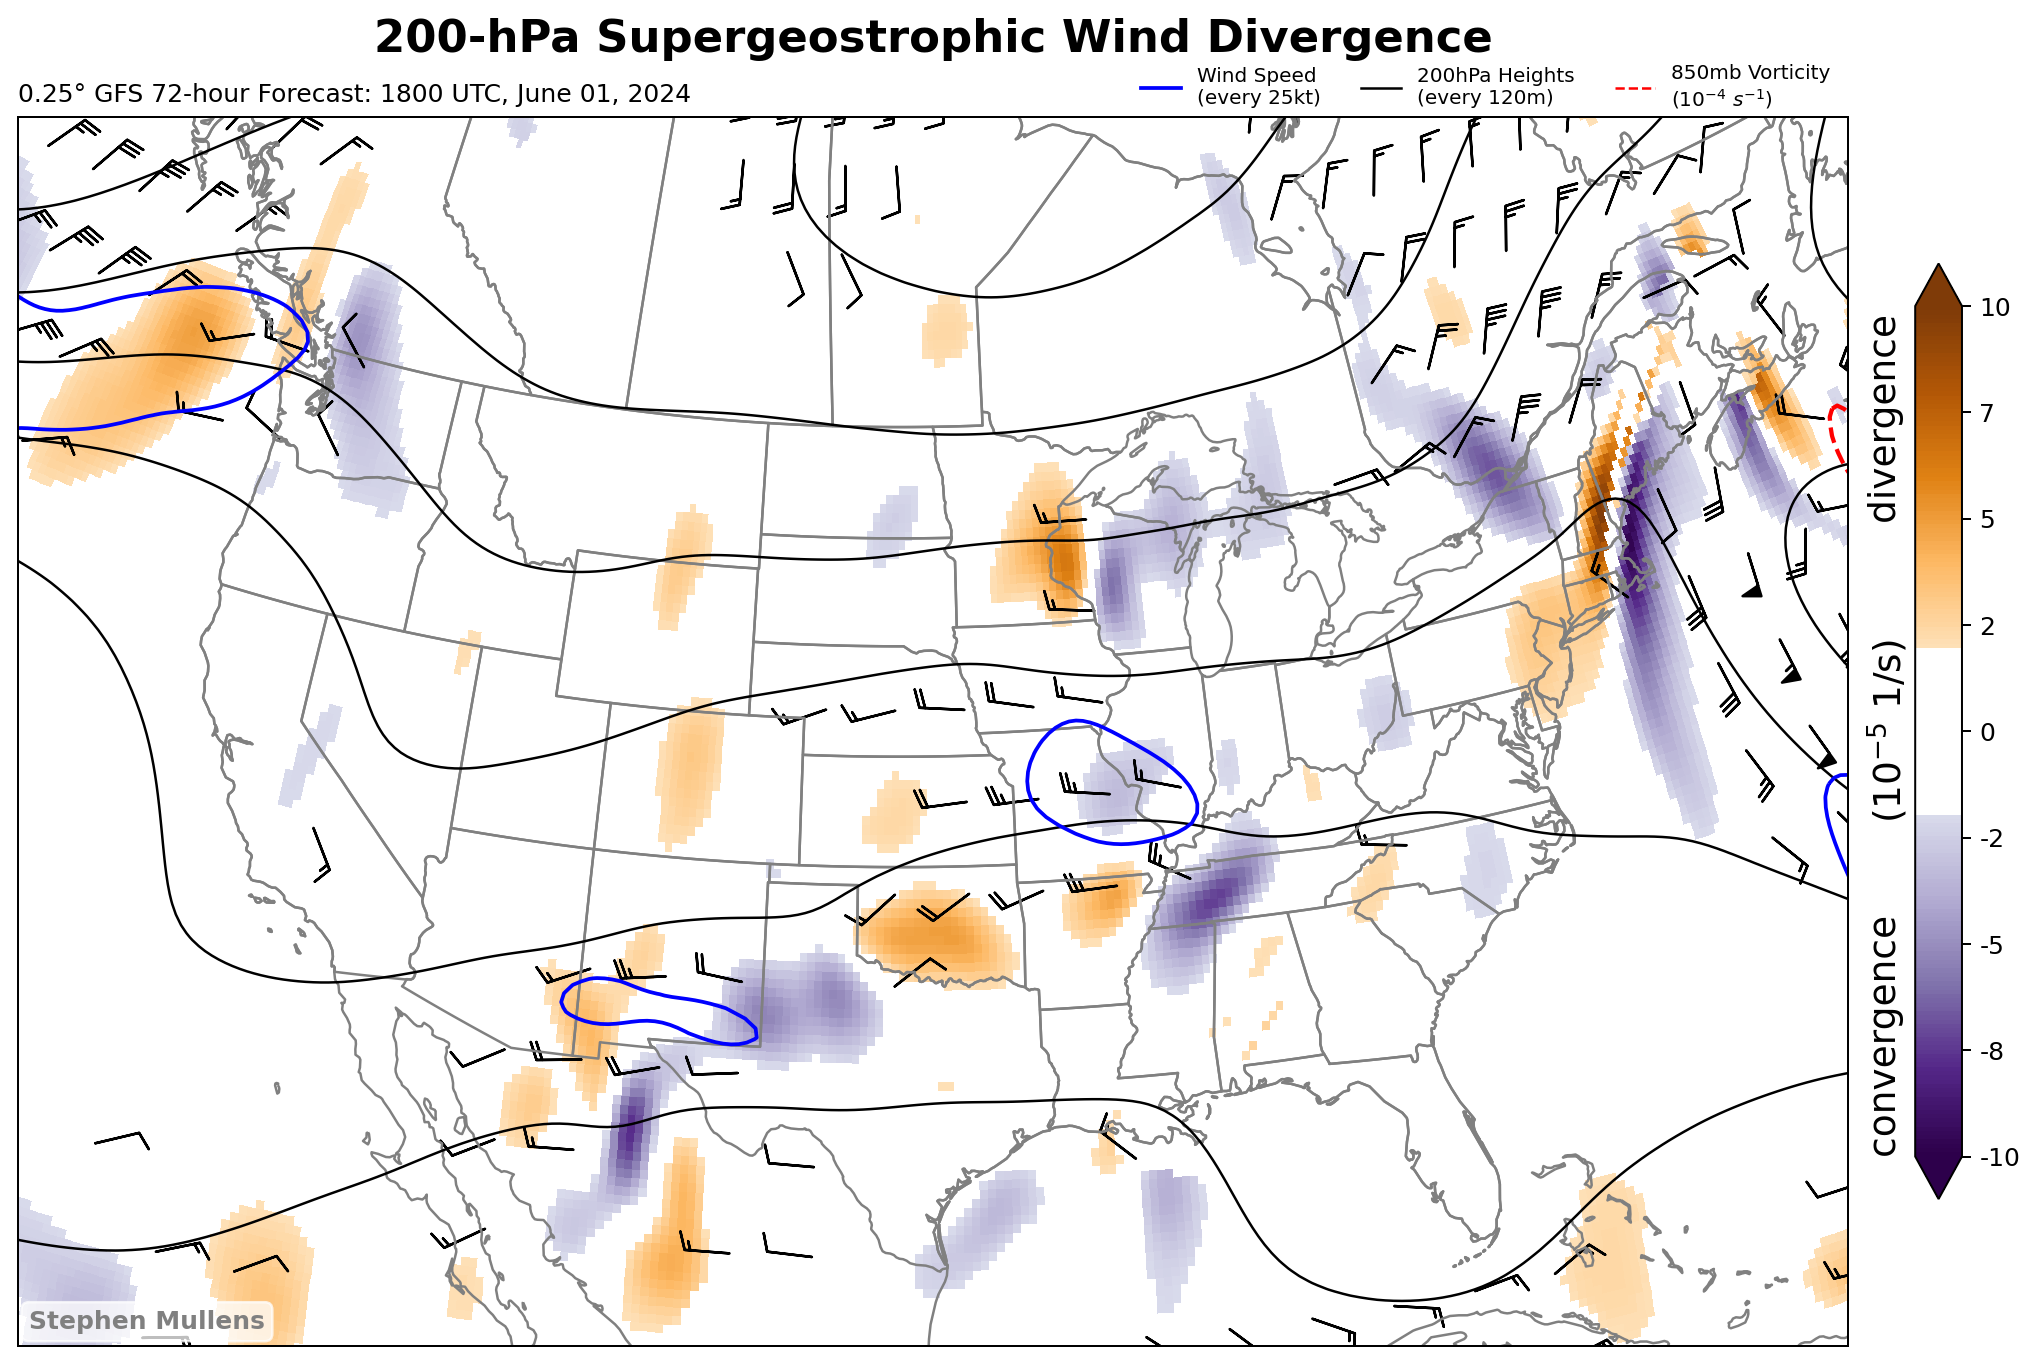 200-hPa Supergeostrophic Wind Divergence
0.25° GFS 72-hour Forecast: 1800 UTC, June 01, 2024
Wind Speed
(every 25kt)
200hPa Heights
(every 120m)
850mb Vorticity
(10⁻⁴ s⁻¹)
10
7
5
2
0
-2
-5
-8
-10
convergence (10⁻⁵ 1/s) divergence
Stephen Mullens